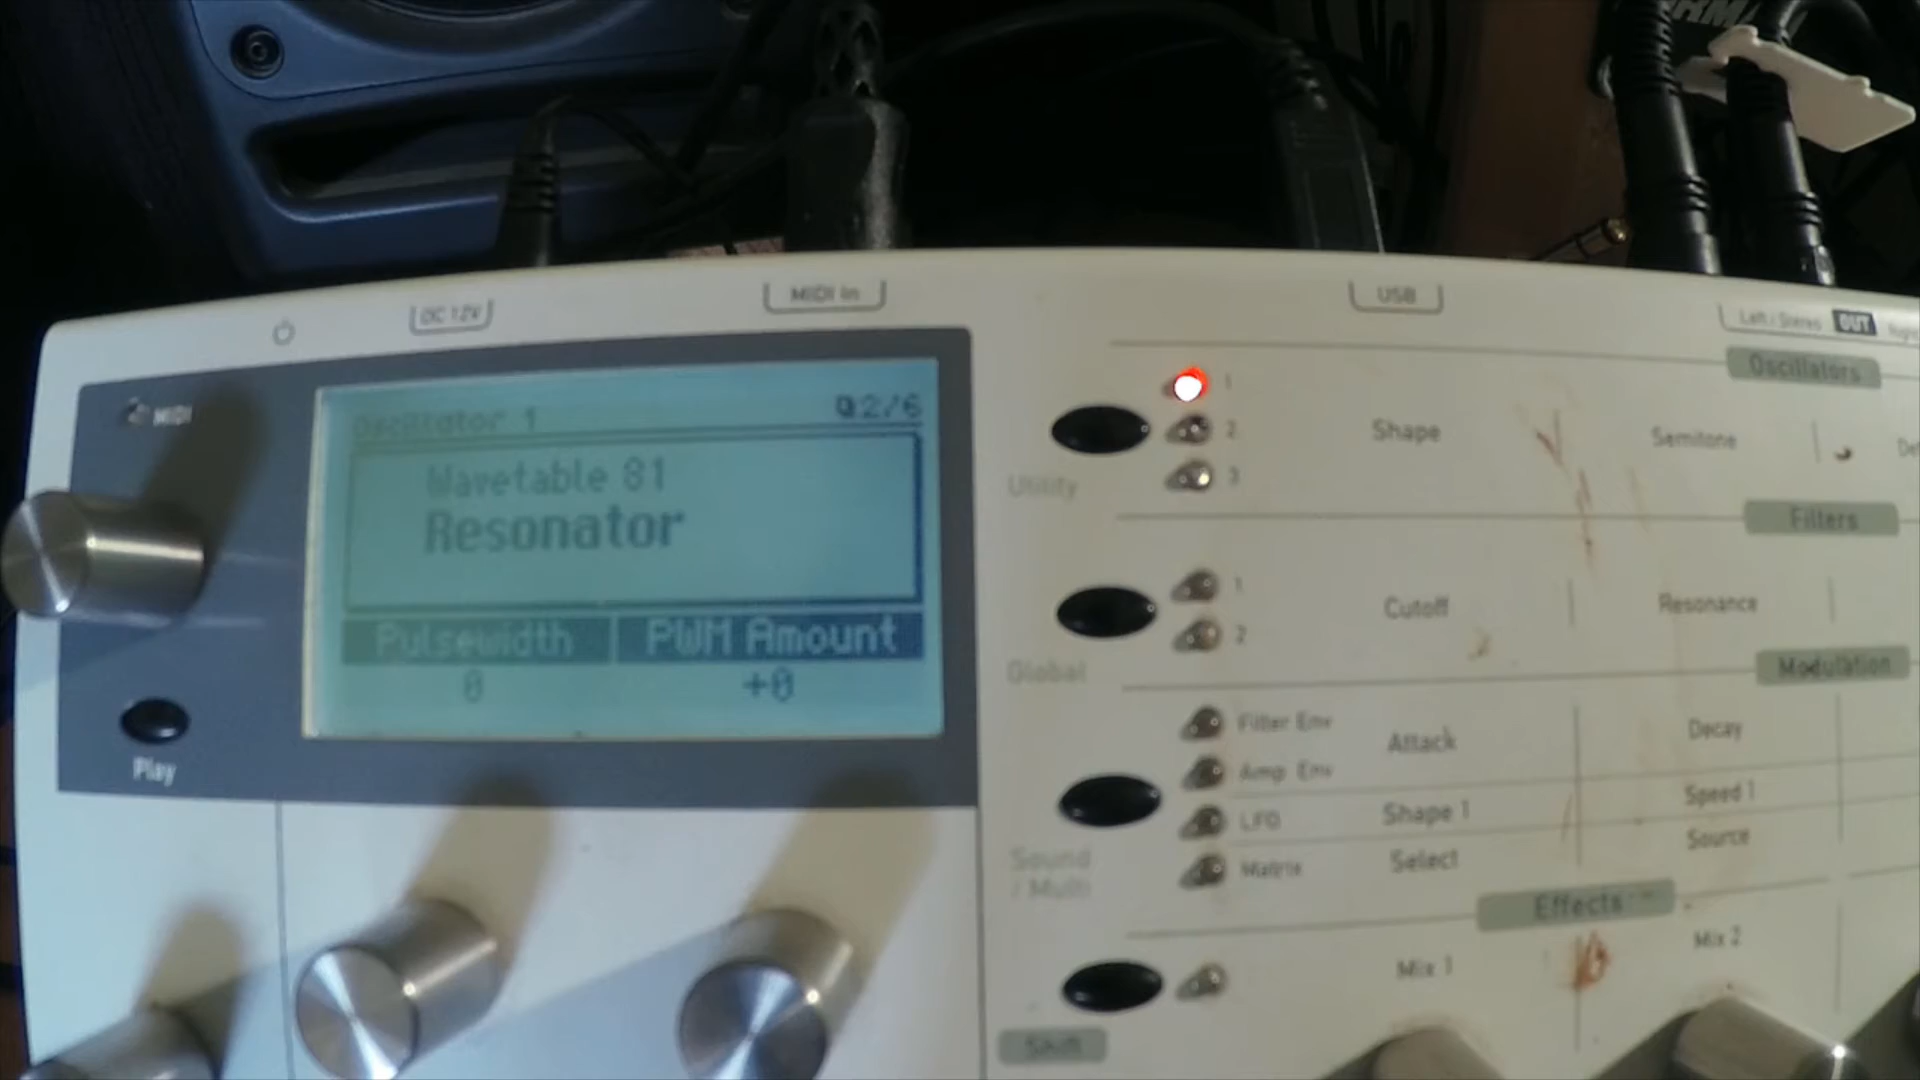 DC 12V
MIDI In
USB
Left / Stereo OUT
MIDI
Oscillator 1 02/6
Wavetable 81
Resonator
Pulsewidth PWM Amount
0 +0
Play
Oscillators
1
2
3
Shape Semitone
Utility
Filters
1
2
Cutoff Resonance
Global
Modulation
Filter Env
Attack Decay
Amp Env
LFO
Shape 1 Speed 1
Matrix
Select Source
Sound
/ Multi
Effects
Mix 1 Mix 2
Shift